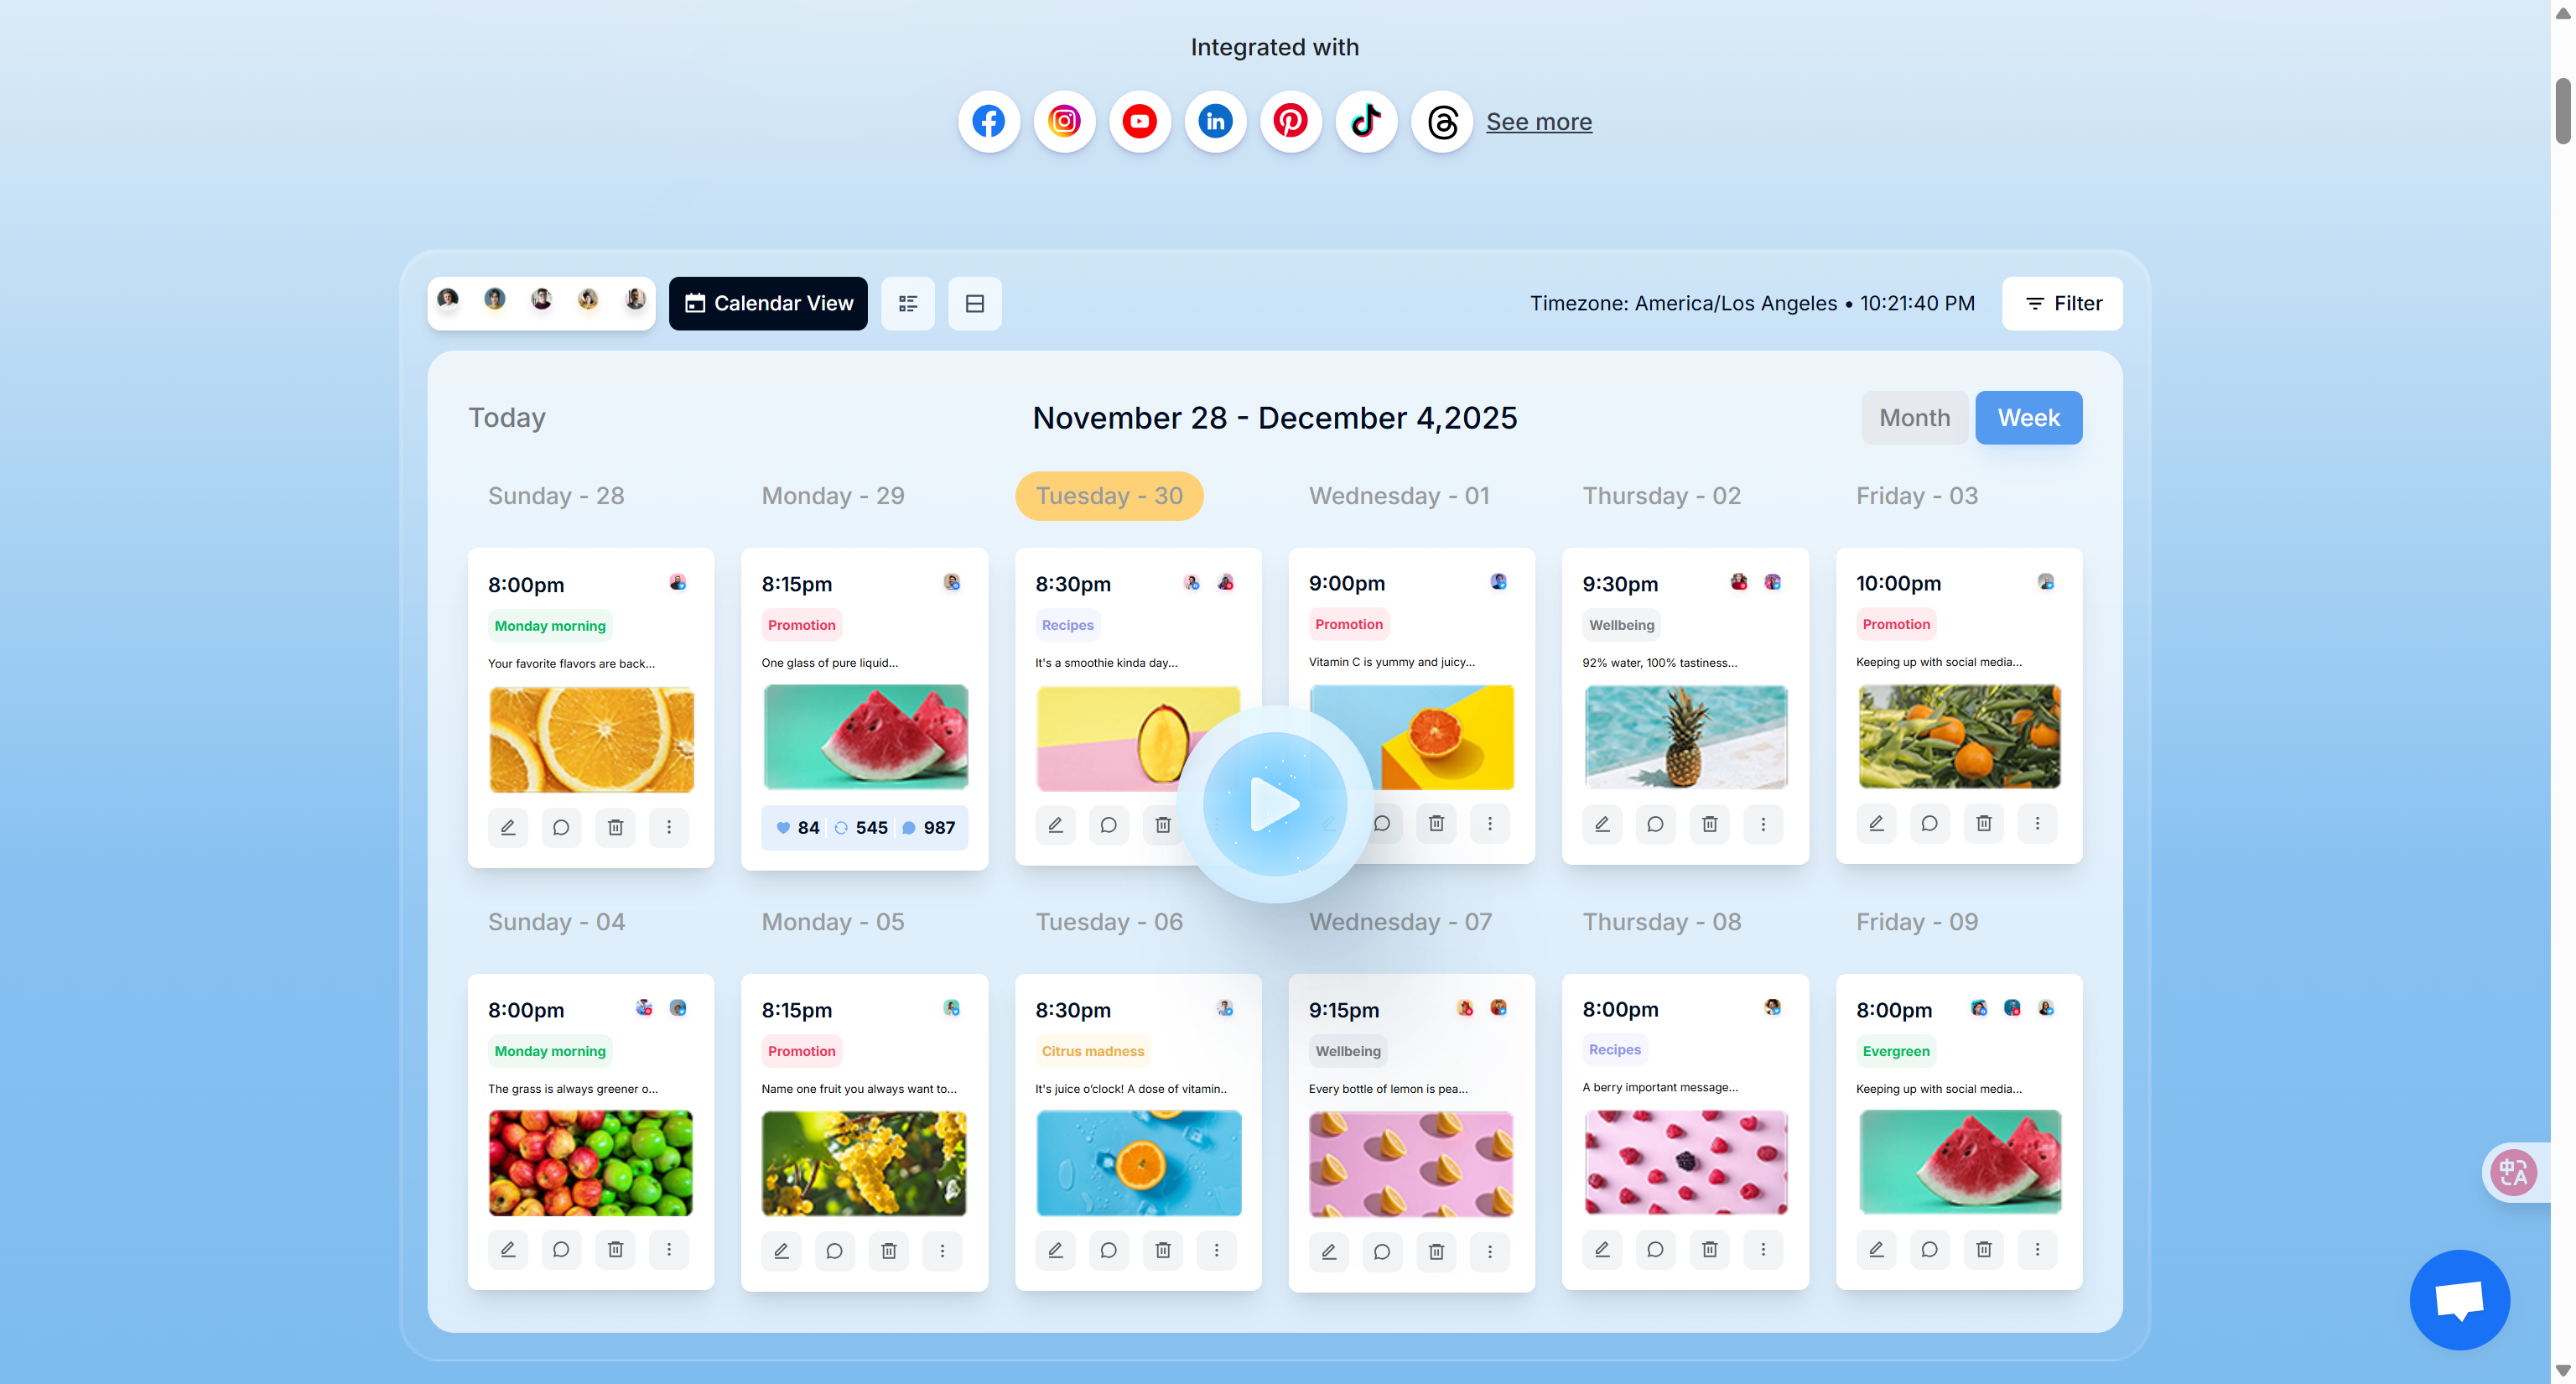 Integrated with
See more
Calendar View
Timezone: America/Los Angeles • 10:21:40 PM
Filter
Today
November 28 - December 4,2025
Month
Week
Sunday - 28
Monday - 29
Tuesday - 30
Wednesday - 01
Thursday - 02
Friday - 03
8:00pm
Monday morning
Your favorite flavors are back...
8:15pm
Promotion
One glass of pure liquid...
84
545
987
8:30pm
Recipes
It's a smoothie kinda day...
9:00pm
Promotion
Vitamin C is yummy and juicy...
9:30pm
Wellbeing
92% water, 100% tastiness...
10:00pm
Promotion
Keeping up with social media...
Sunday - 04
Monday - 05
Tuesday - 06
Wednesday - 07
Thursday - 08
Friday - 09
8:00pm
Monday morning
The grass is always greener o...
8:15pm
Promotion
Name one fruit you always want to...
8:30pm
Citrus madness
It's juice o'clock! A dose of vitamin..
9:15pm
Wellbeing
Every bottle of lemon is pea...
8:00pm
Recipes
A berry important message...
8:00pm
Evergreen
Keeping up with social media...
中A